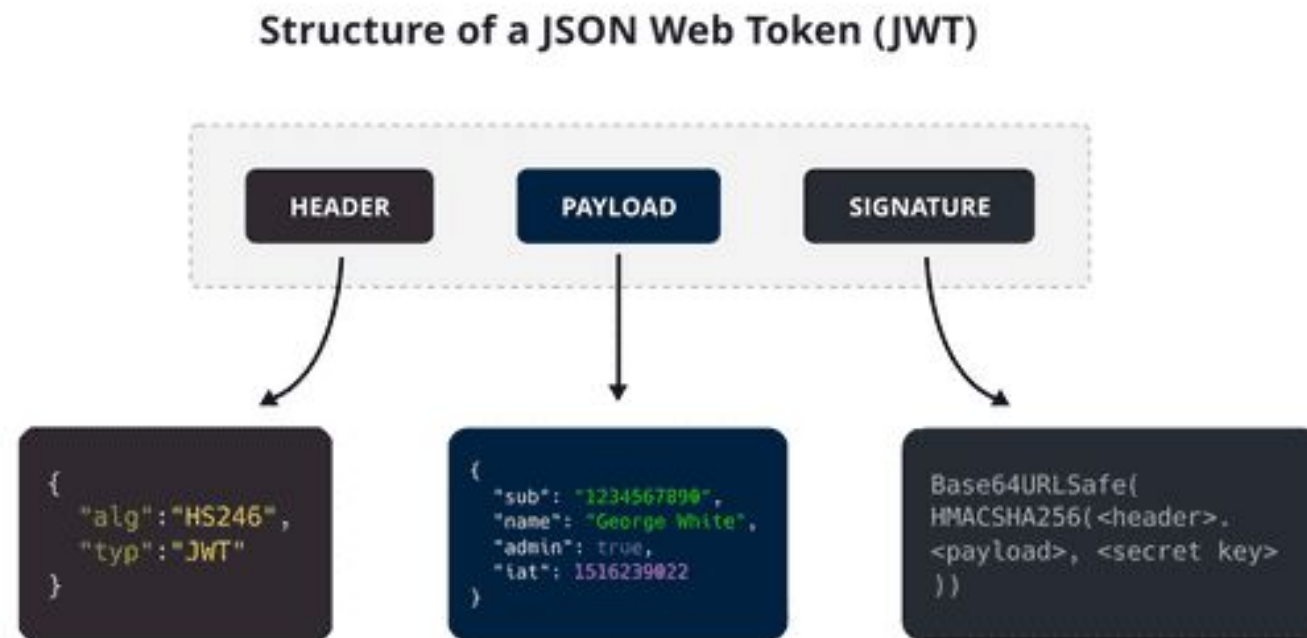 Structure of a JSON Web Token (JWT)
HEADER
PAYLOAD
SIGNATURE
{
"alg":"HS246",
"typ":"JWT"
}
{
"sub": "1234567890",
"name": "George White",
"admin": true,
"iat": 1516239022
}
Base64URLSafe(
HMACSHA256(<header>.
<payload>, <secret key>
))